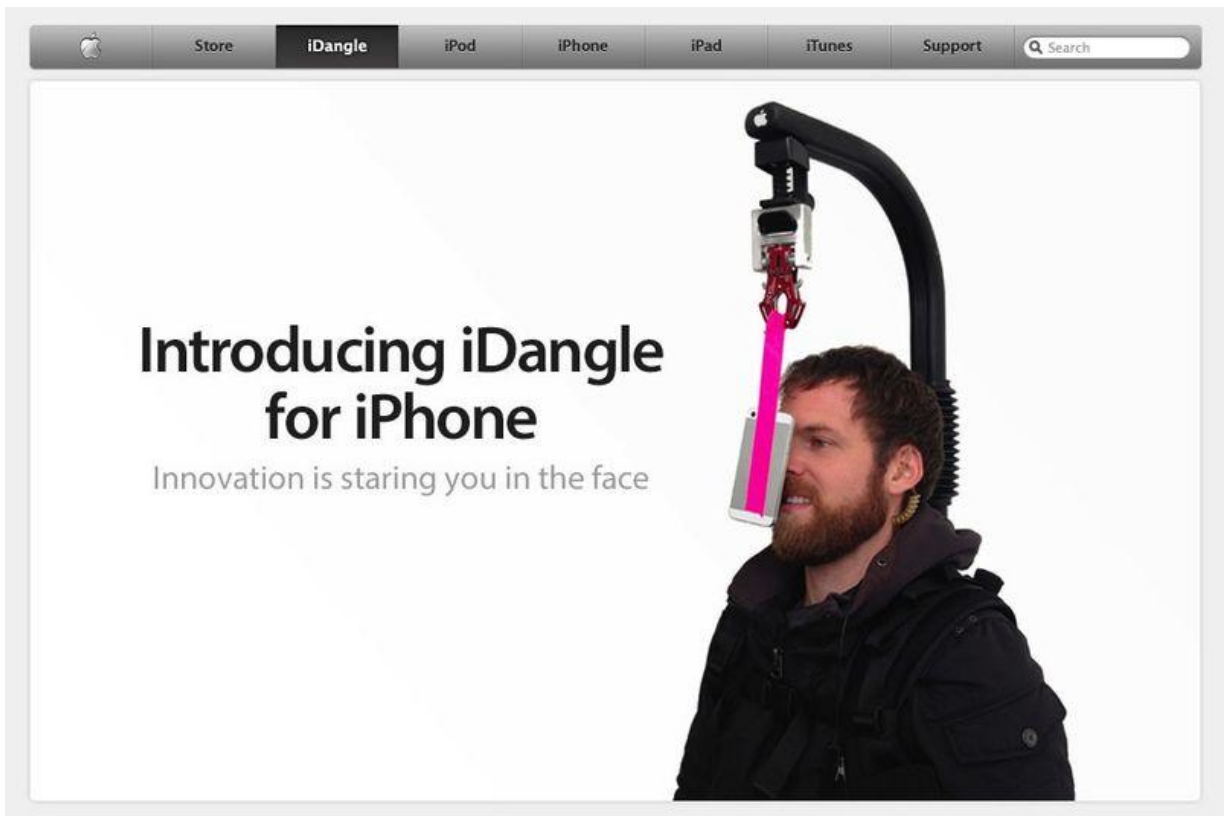 Store iDangle iPod iPhone iPad iTunes Support Search
Introducing iDangle
for iPhone
Innovation is staring you in the face